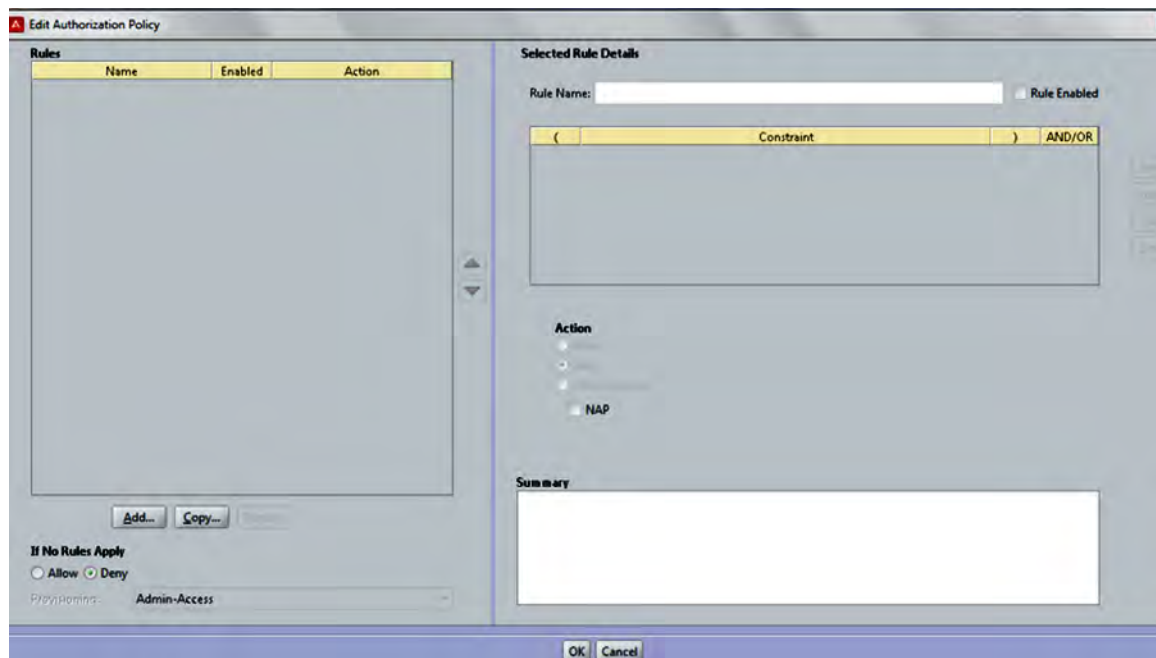 Edit Authorization Policy
Rules
Name Enabled Action
Add... Copy...
If No Rules Apply
Allow Deny
Provisioning: Admin-Access
Selected Rule Details
Rule Name: Rule Enabled
( Constraint ) AND/OR
Action
NAP
Summary
OK Cancel